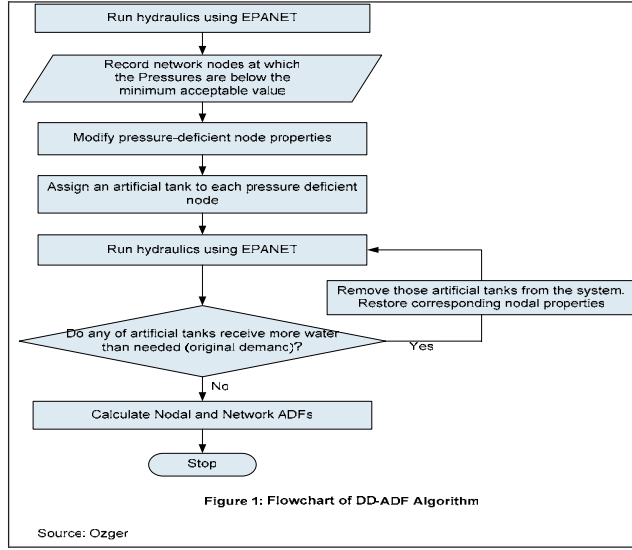 Run hydraulics using EPANET
Record network nodes at which
the Pressures are below the
minimum acceptable value
Modify pressure-deficient node properties
Assign an artificial tank to each pressure deficient
node
Run hydraulics using EPANET
Remove those artificial tanks from the system.
Restore corresponding nodal properties
Do any of artificial tanks receive more water
than needed (original demand)?
Yes
No
Calculate Nodal and Network ADFs
Stop
Figure 1: Flowchart of DD-ADF Algorithm
Source: Ozger